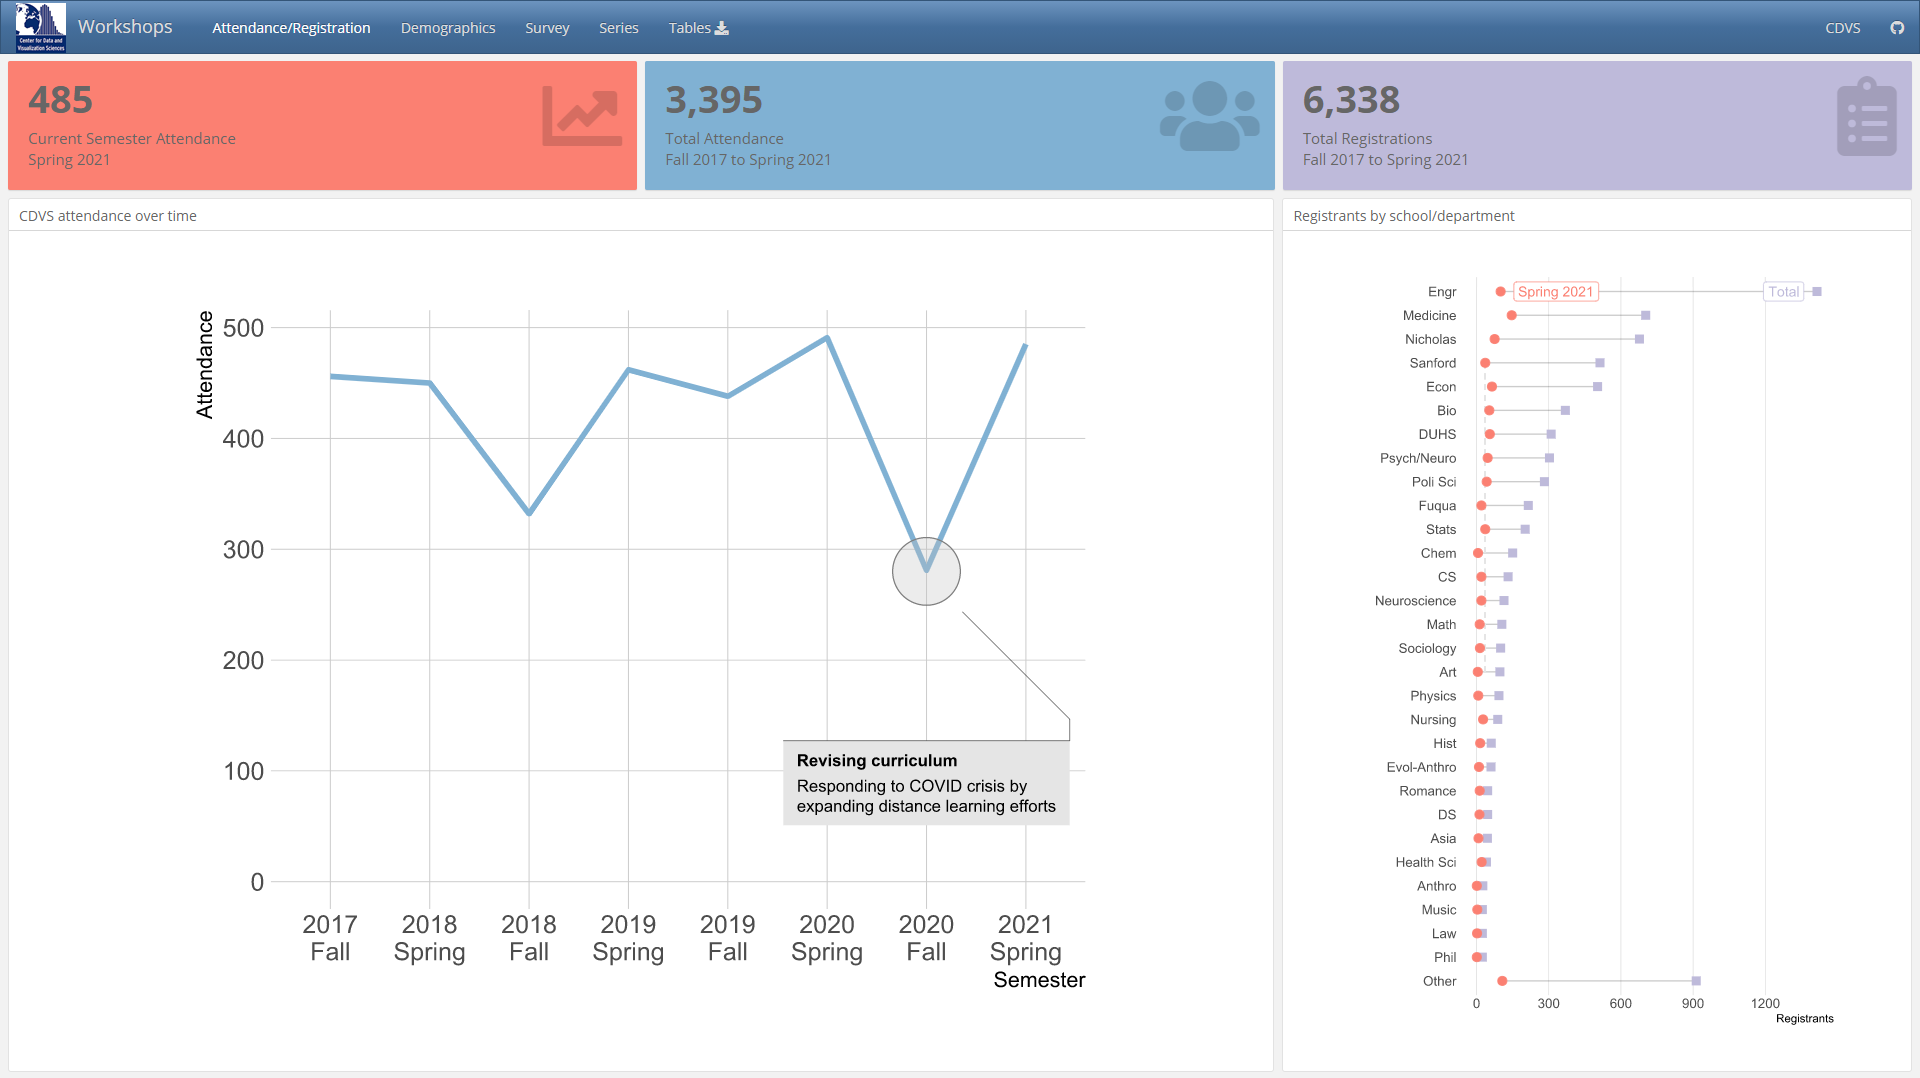 Center for Data and
Visualization Sciences
Workshops
Attendance/Registration
Demographics
Survey
Series
Tables
CDVS
485
Current Semester Attendance
Spring 2021
3,395
Total Attendance
Fall 2017 to Spring 2021
6,338
Total Registrations
Fall 2017 to Spring 2021
CDVS attendance over time
Attendance
500
400
300
200
100
0
Revising curriculum
Responding to COVID crisis by
expanding distance learning efforts
2017 Fall
2018 Spring
2018 Fall
2019 Spring
2019 Fall
2020 Spring
2020 Fall
2021 Spring
Semester
Registrants by school/department
Engr
Spring 2021
Total
Medicine
Nicholas
Sanford
Econ
Bio
DUHS
Psych/Neuro
Poli Sci
Fuqua
Stats
Chem
CS
Neuroscience
Math
Sociology
Art
Physics
Nursing
Hist
Evol-Anthro
Romance
DS
Asia
Health Sci
Anthro
Music
Law
Phil
Other
0 300 600 900 1200
Registrants